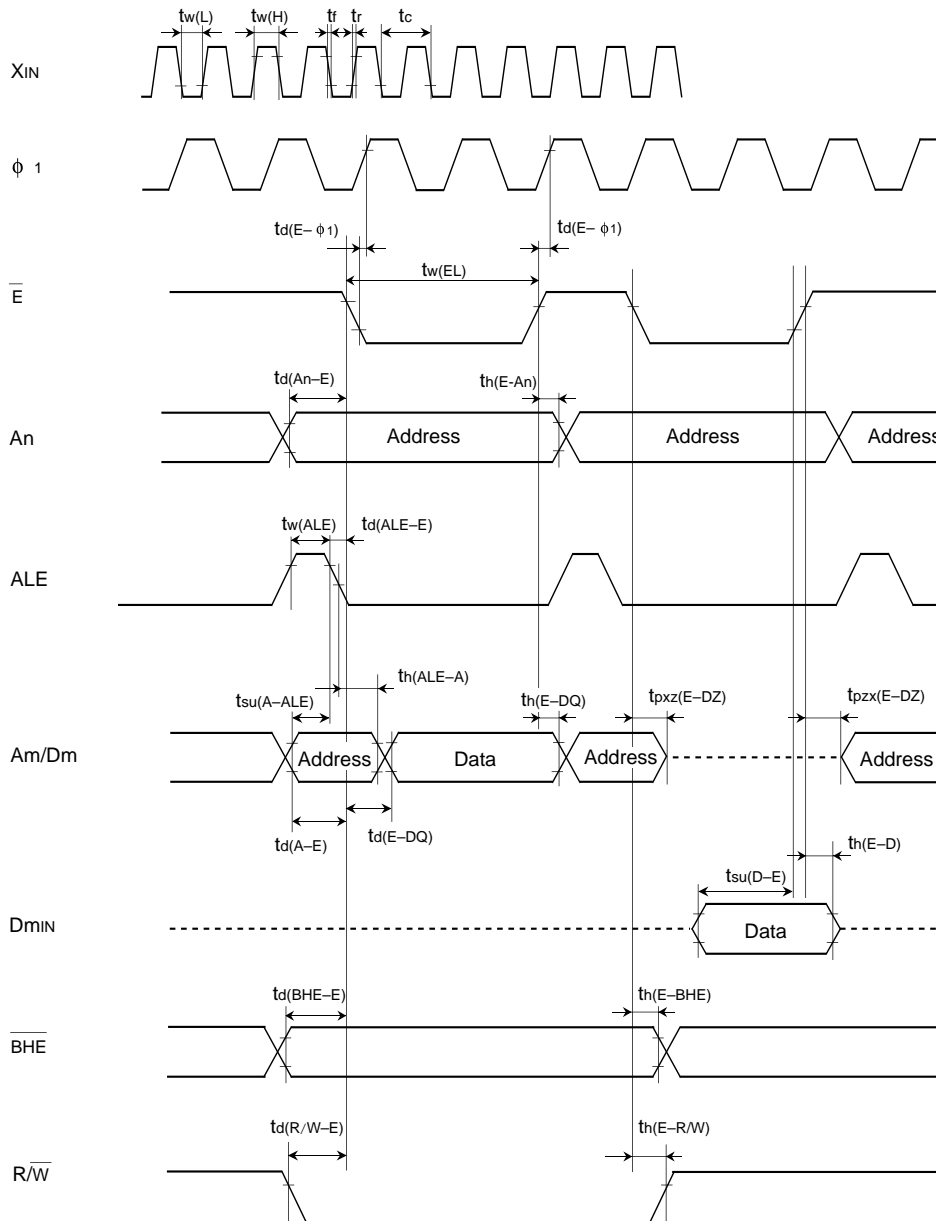 tw(L) tw(H) tf tr tc
XIN
ϕ 1
td(E–ϕ1) td(E–ϕ1)
tw(EL)
E
td(An–E) th(E-An)
An Address Address Address
tw(ALE) td(ALE–E)
ALE
th(ALE–A)
tsu(A–ALE) th(E–DQ) tpxz(E–DZ) tpzx(E–DZ)
Am/Dm Address Data Address Address
td(A–E) td(E–DQ)
th(E–D)
tsu(D–E)
DmIN Data
td(BHE–E) th(E–BHE)
BHE
td(R/W–E) th(E–R/W)
R/W